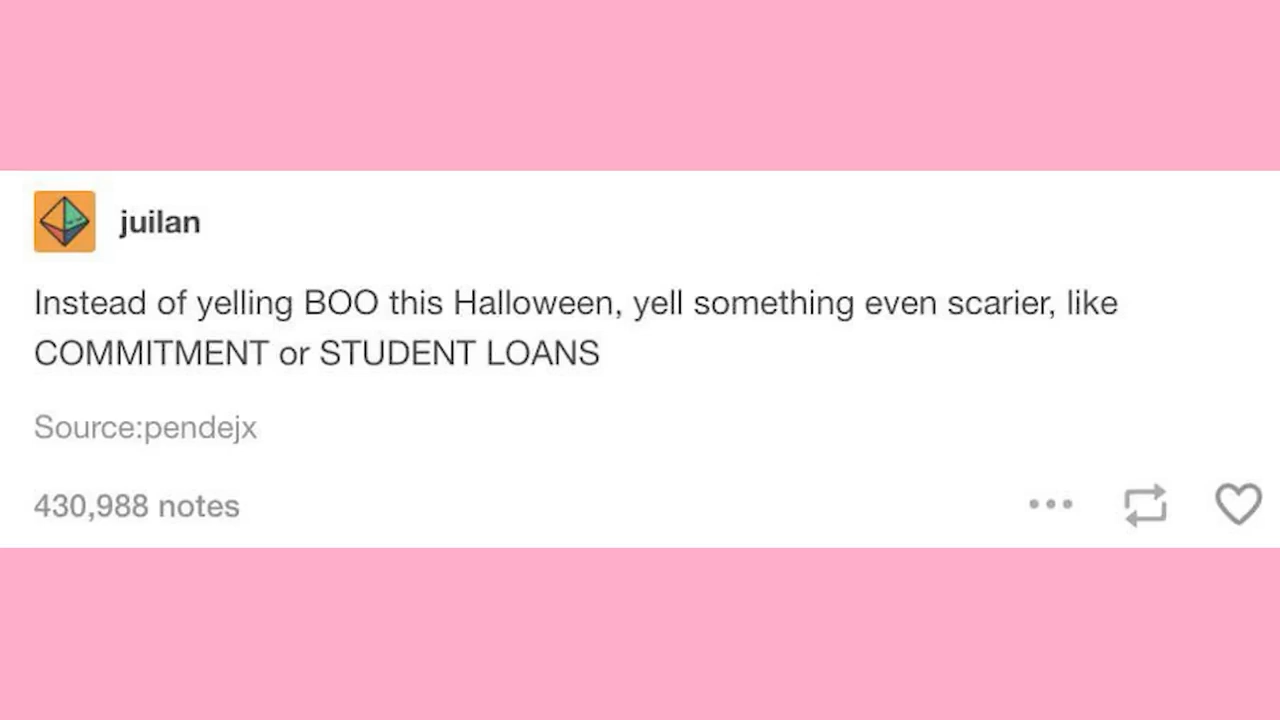 juilan
Instead of yelling BOO this Halloween, yell something even scarier, like
COMMITMENT or STUDENT LOANS
Source:pendejx
430,988 notes